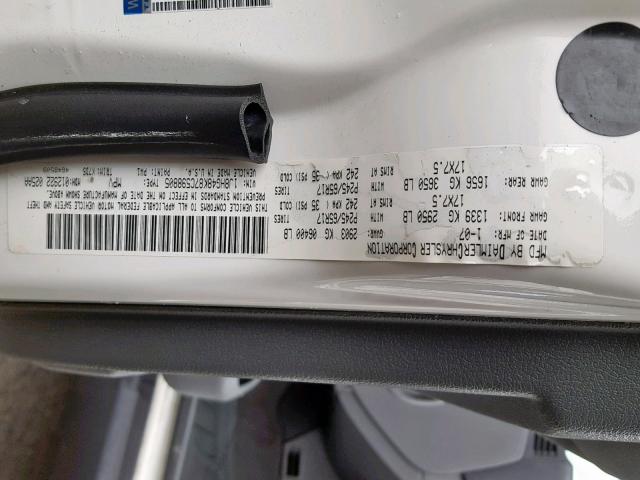 MFD BY DAIMLERCHRYSLER CORPORATION
DATE OF MFR: 1-07 GVWR: 2903 KG 06400 LB
GAWR FRONT: 1339 KG 2950 LB WITH P245/65R17 TIRES
RIMS AT 17X7.5 242 KPA ( 35 PSI) COLD
GAWR REAR: 1656 KG 3650 LB WITH P245/65R17 TIRES
RIMS AT 17X7.5 242 KPA ( 35 PSI) COLD
THIS VEHICLE CONFORMS TO ALL APPLICABLE FEDERAL MOTOR VEHICLE SAFETY AND THEFT
PREVENTION STANDARDS IN EFFECT ON THE DATE OF MANUFACTURE SHOWN ABOVE.
VIN: TYPE: MPV
MDH:
VEHICLE MADE IN U.S.A. PAINT: PW1 TRIM: